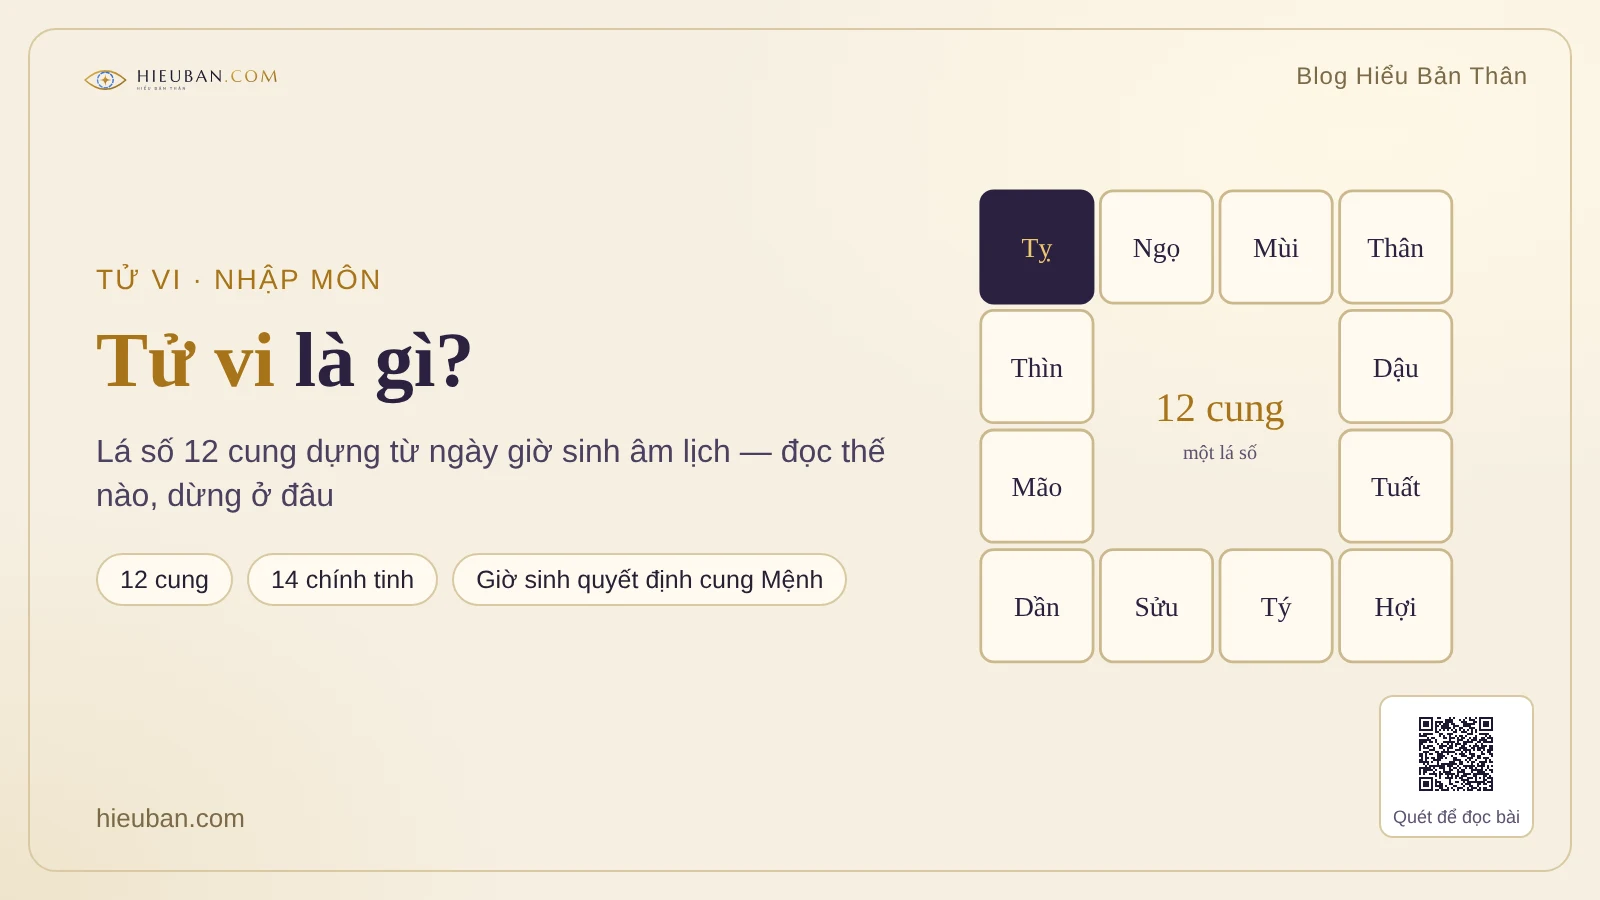 HIEUBAN.COM
HIỂU BẢN THÂN
Blog Hiểu Bản Thân
TỬ VI · NHẬP MÔN
Tử vi là gì?
Lá số 12 cung dựng từ ngày giờ sinh âm lịch — đọc thế
nào, dừng ở đâu
12 cung
14 chính tinh
Giờ sinh quyết định cung Mệnh
Tỵ
Ngọ
Mùi
Thân
Thìn
Dậu
12 cung
một lá số
Mão
Tuất
Dần
Sửu
Tý
Hợi
Quét để đọc bài
hieuban.com